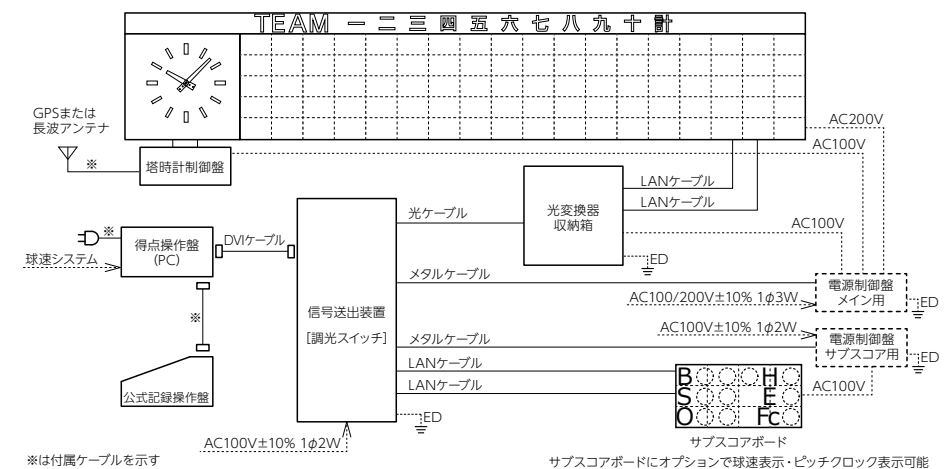 TEAM 一 二 三 四 五 六 七 八 九 十 計
GPSまたは
長波アンテナ
※
塔時計制御盤
AC200V
AC100V
LANケーブル
LANケーブル
光変換器
収納箱
光ケーブル
AC100V
ED
※
得点操作盤
(PC)
DVIケーブル
球速システム
メタルケーブル
電源制御盤
メイン用
AC100/200V±10% 1φ3W
ED
※
信号送出装置
[調光スイッチ]
AC100V±10% 1φ2W
メタルケーブル
電源制御盤
サブスコア用
ED
LANケーブル
LANケーブル
公式記録操作盤
B H
S E
O Fc
AC100V
ED
AC100V±10% 1φ2W
サブスコアボード
※は付属ケーブルを示す
サブスコアボードにオプションで球速表示・ピッチクロック表示可能